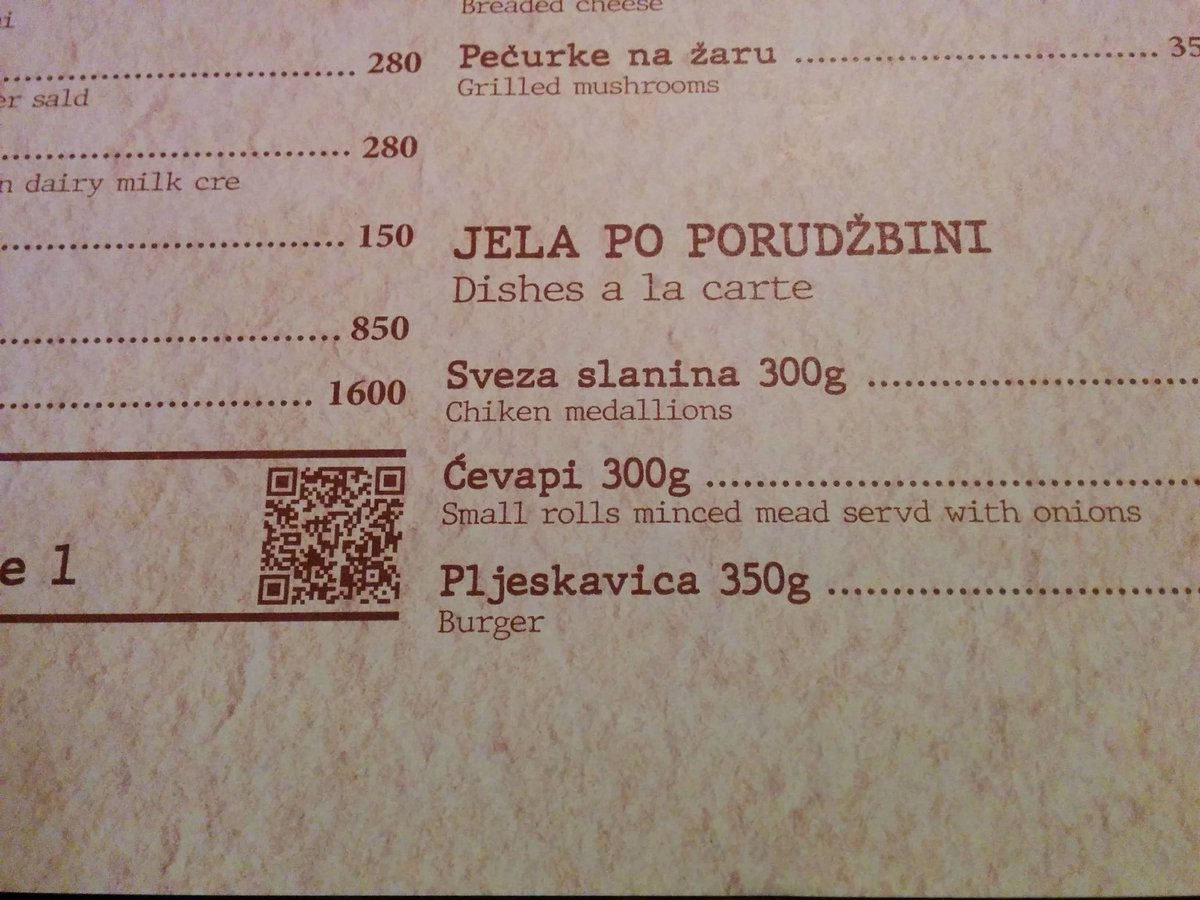 280
sald
280
dairy milk cre
150
850
1600
1
Breaded cheese
Pečurke na žaru ........ 35
Grilled mushrooms
JELA PO PORUDŽBINI
Dishes a la carte
Sveza slanina 300g ........
Chiken medallions
Ćevapi 300g ........
Small rolls minced mead servd with onions
Pljeskavica 350g ........
Burger